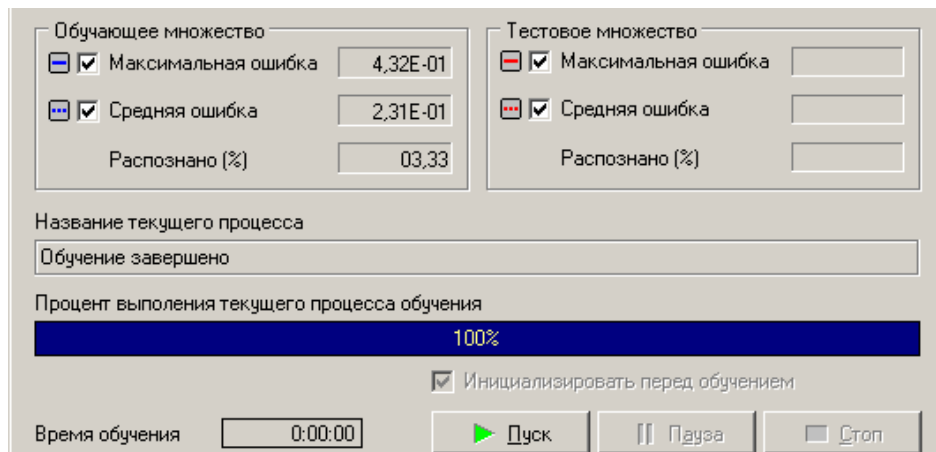 Обучающее множество
Максимальная ошибка 4,32E-01
Средняя ошибка 2,31E-01
Распознано (%) 03,33
Тестовое множество
Максимальная ошибка
Средняя ошибка
Распознано (%)
Название текущего процесса
Обучение завершено
Процент выполения текущего процесса обучения
100%
Инициализировать перед обучением
Время обучения 0:00:00 Пуск Пауза Стоп